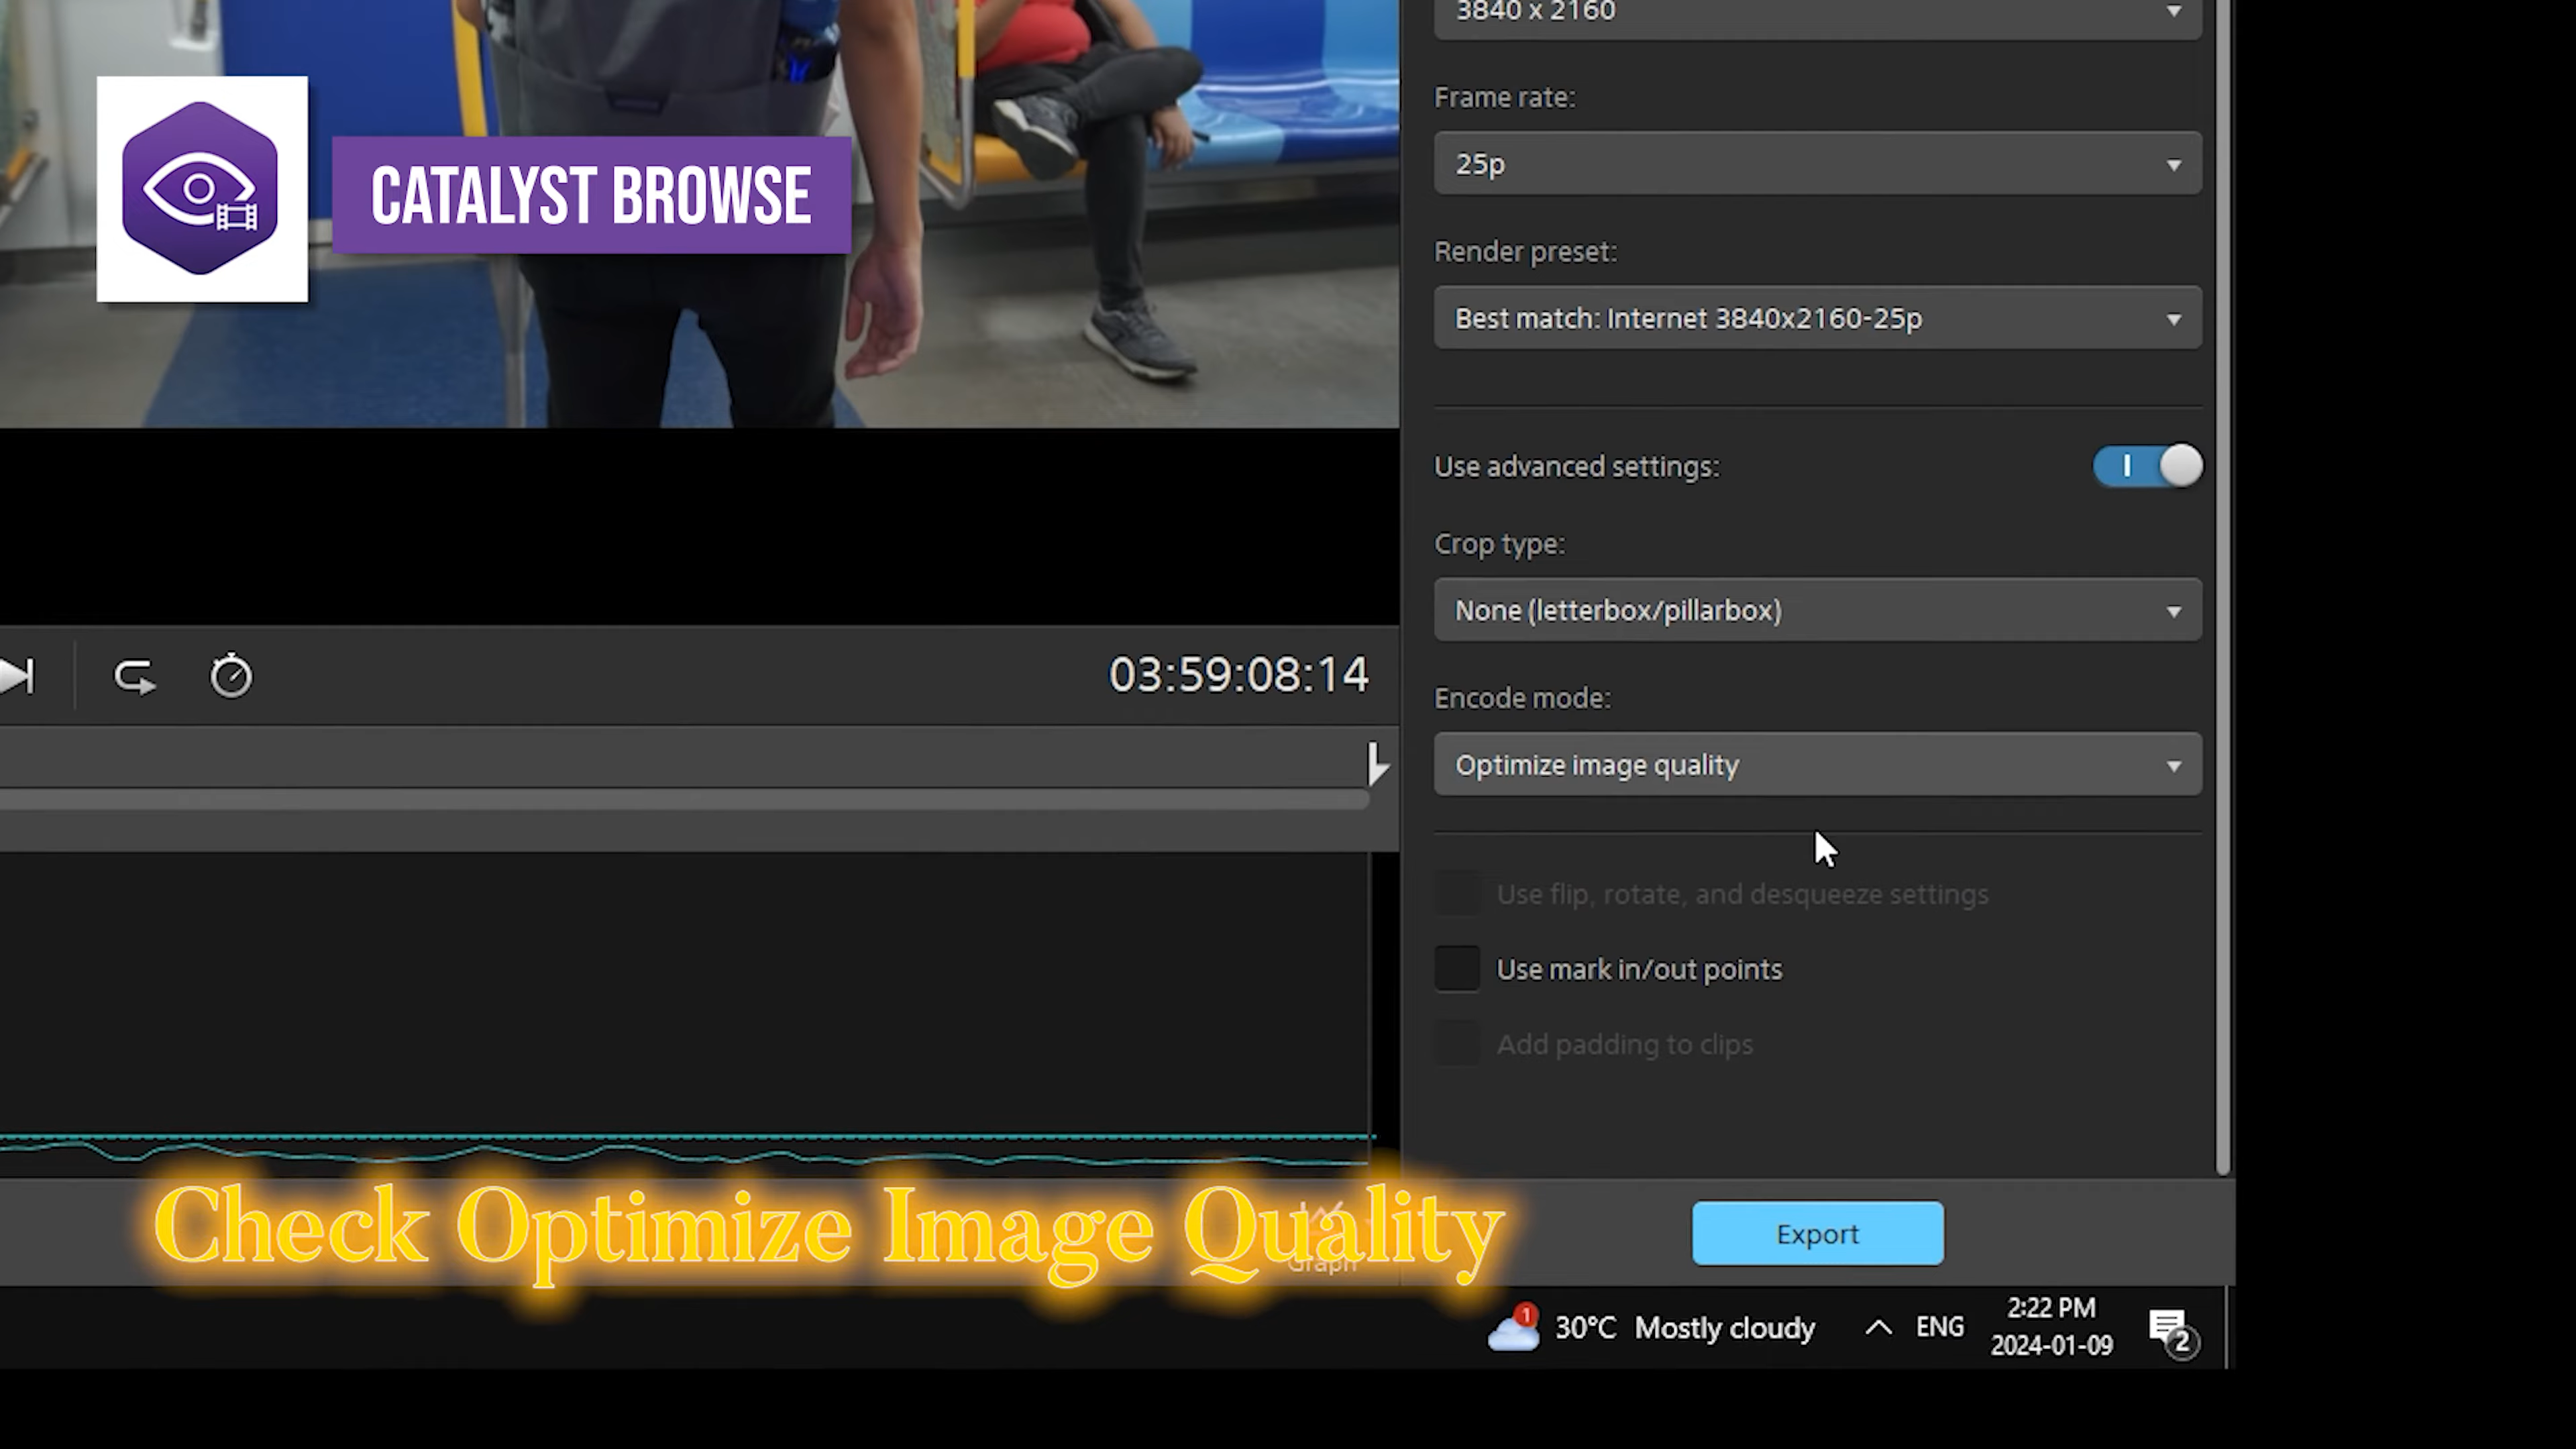 3840 x 2160
Frame rate:
25p
CATALYST BROWSE
Render preset:
Best match: Internet 3840x2160-25p
Use advanced settings:
Crop type:
None (letterbox/pillarbox)
03:59:08:14
Encode mode:
Optimize image quality
Use flip, rotate, and desqueeze settings
Use mark in/out points
Add padding to clips
Check Optimize Image Quality
Graph
Export
1
30°C Mostly cloudy
ENG
2:22 PM
2024-01-09
2